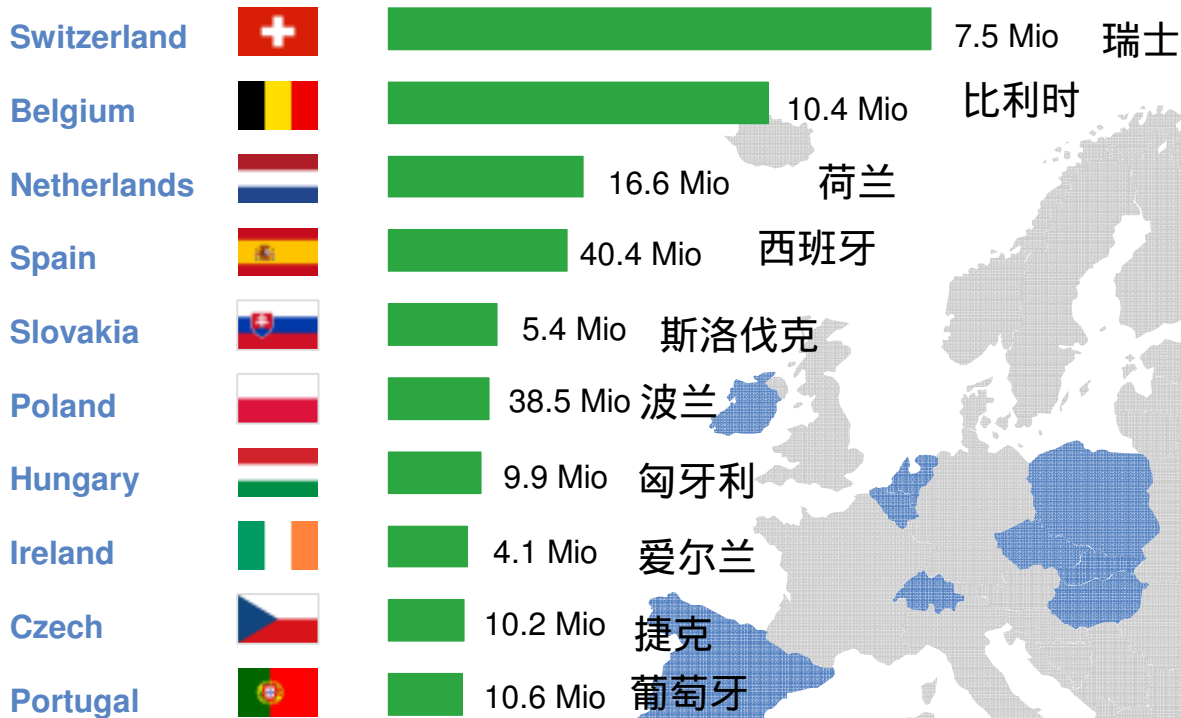 Switzerland 7.5 Mio 瑞士
Belgium 10.4 Mio 比利时
Netherlands 16.6 Mio 荷兰
Spain 40.4 Mio 西班牙
Slovakia 5.4 Mio 斯洛伐克
Poland 38.5 Mio 波兰
Hungary 9.9 Mio 匈牙利
Ireland 4.1 Mio 爱尔兰
Czech 10.2 Mio 捷克
Portugal 10.6 Mio 葡萄牙